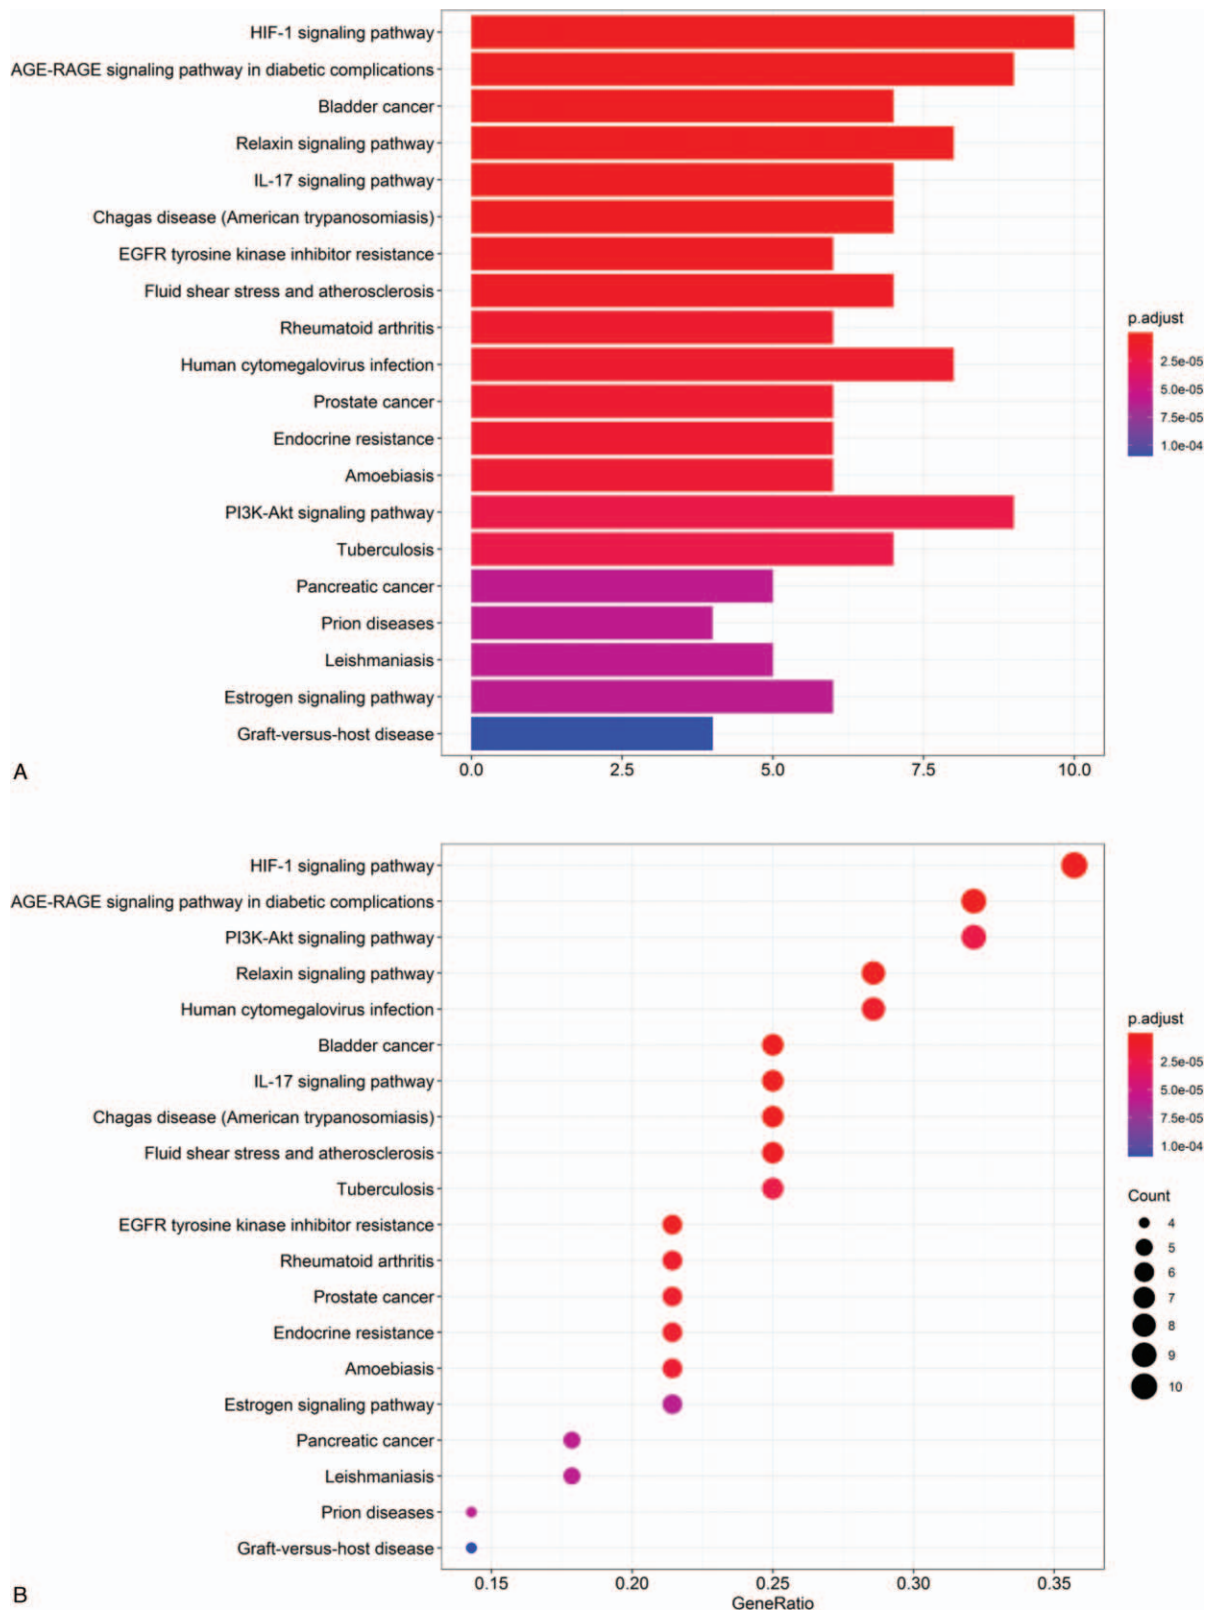 HIF-1 signaling pathway
AGE-RAGE signaling pathway in diabetic complications
Bladder cancer
Relaxin signaling pathway
IL-17 signaling pathway
Chagas disease (American trypanosomiasis)
EGFR tyrosine kinase inhibitor resistance
Fluid shear stress and atherosclerosis
Rheumatoid arthritis
Human cytomegalovirus infection
Prostate cancer
Endocrine resistance
Amoebiasis
PI3K-Akt signaling pathway
Tuberculosis
Pancreatic cancer
Prion diseases
Leishmaniasis
Estrogen signaling pathway
Graft-versus-host disease
0.0 2.5 5.0 7.5 10.0
p.adjust
2.5e-05
5.0e-05
7.5e-05
1.0e-04
A
HIF-1 signaling pathway
AGE-RAGE signaling pathway in diabetic complications
PI3K-Akt signaling pathway
Relaxin signaling pathway
Human cytomegalovirus infection
Bladder cancer
IL-17 signaling pathway
Chagas disease (American trypanosomiasis)
Fluid shear stress and atherosclerosis
Tuberculosis
EGFR tyrosine kinase inhibitor resistance
Rheumatoid arthritis
Prostate cancer
Endocrine resistance
Amoebiasis
Estrogen signaling pathway
Pancreatic cancer
Leishmaniasis
Prion diseases
Graft-versus-host disease
0.15 0.20 0.25 0.30 0.35
GeneRatio
p.adjust
2.5e-05
5.0e-05
7.5e-05
1.0e-04
Count
4
5
6
7
8
9
10
B